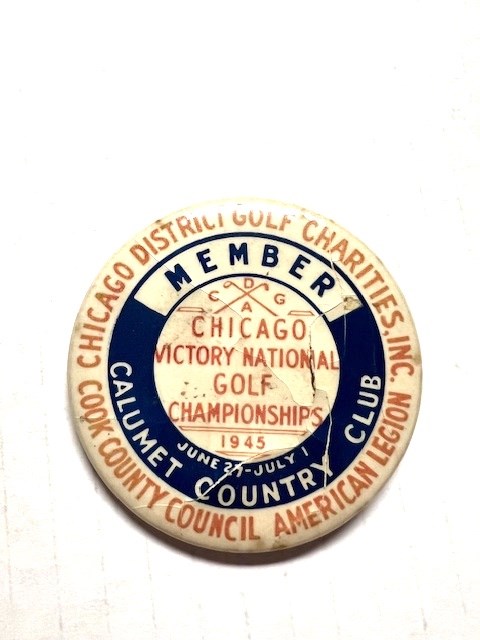 CHICAGO DISTRICT GOLF CHARITIES, INC.
MEMBER
C D G A
CHICAGO
VICTORY NATIONAL
GOLF
CHAMPIONSHIPS
1945
JUNE 27-JULY 1
CALUMET COUNTRY CLUB
COOK COUNTY COUNCIL AMERICAN LEGION